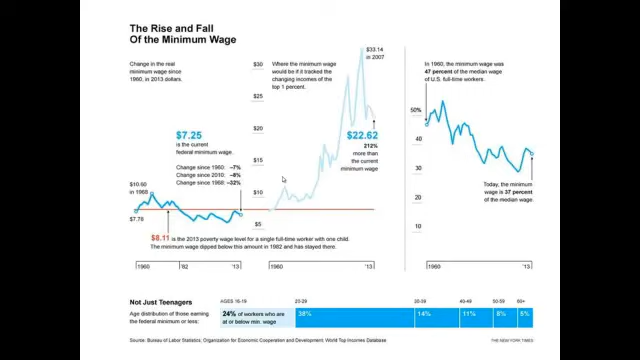 The Rise and Fall
Of the Minimum Wage
Change in the real
minimum wage since
1960, in 2013 dollars.
$7.25
is the current
federal minimum wage.
Change since 1960: –7%
Change since 2010: –6%
Change since 1968: –32%
$10.60
in 1968
$7.76
$8.11 is the 2013 poverty wage level for a single full-time worker with one child.
The minimum wage dipped below this amount in 1982 and has stayed there.
1960
'82
'13
$30
$25
$20
$15
$10
$5
Where the minimum wage
would be if it tracked the
changing incomes of the
top 1 percent.
$33.14
in 2007
$22.62
212%
more than
the current
minimum wage
1960
'13
In 1960, the minimum wage was
47 percent of the median wage
of U.S. full-time workers.
50%
40
30
20
10
Today, the minimum
wage is 37 percent
of the median wage.
1960
'13
Not Just Teenagers
Age distribution of those earning
the federal minimum or less:
AGES 16-19
24% of workers who are
at or below min. wage
20-29
38%
14%
40-49
11%
50-59
8%
60+
5%
Source: Bureau of Labor Statistics; Organization for Economic Cooperation and Development; World Top Incomes Database
THE NEW YORK TIMES